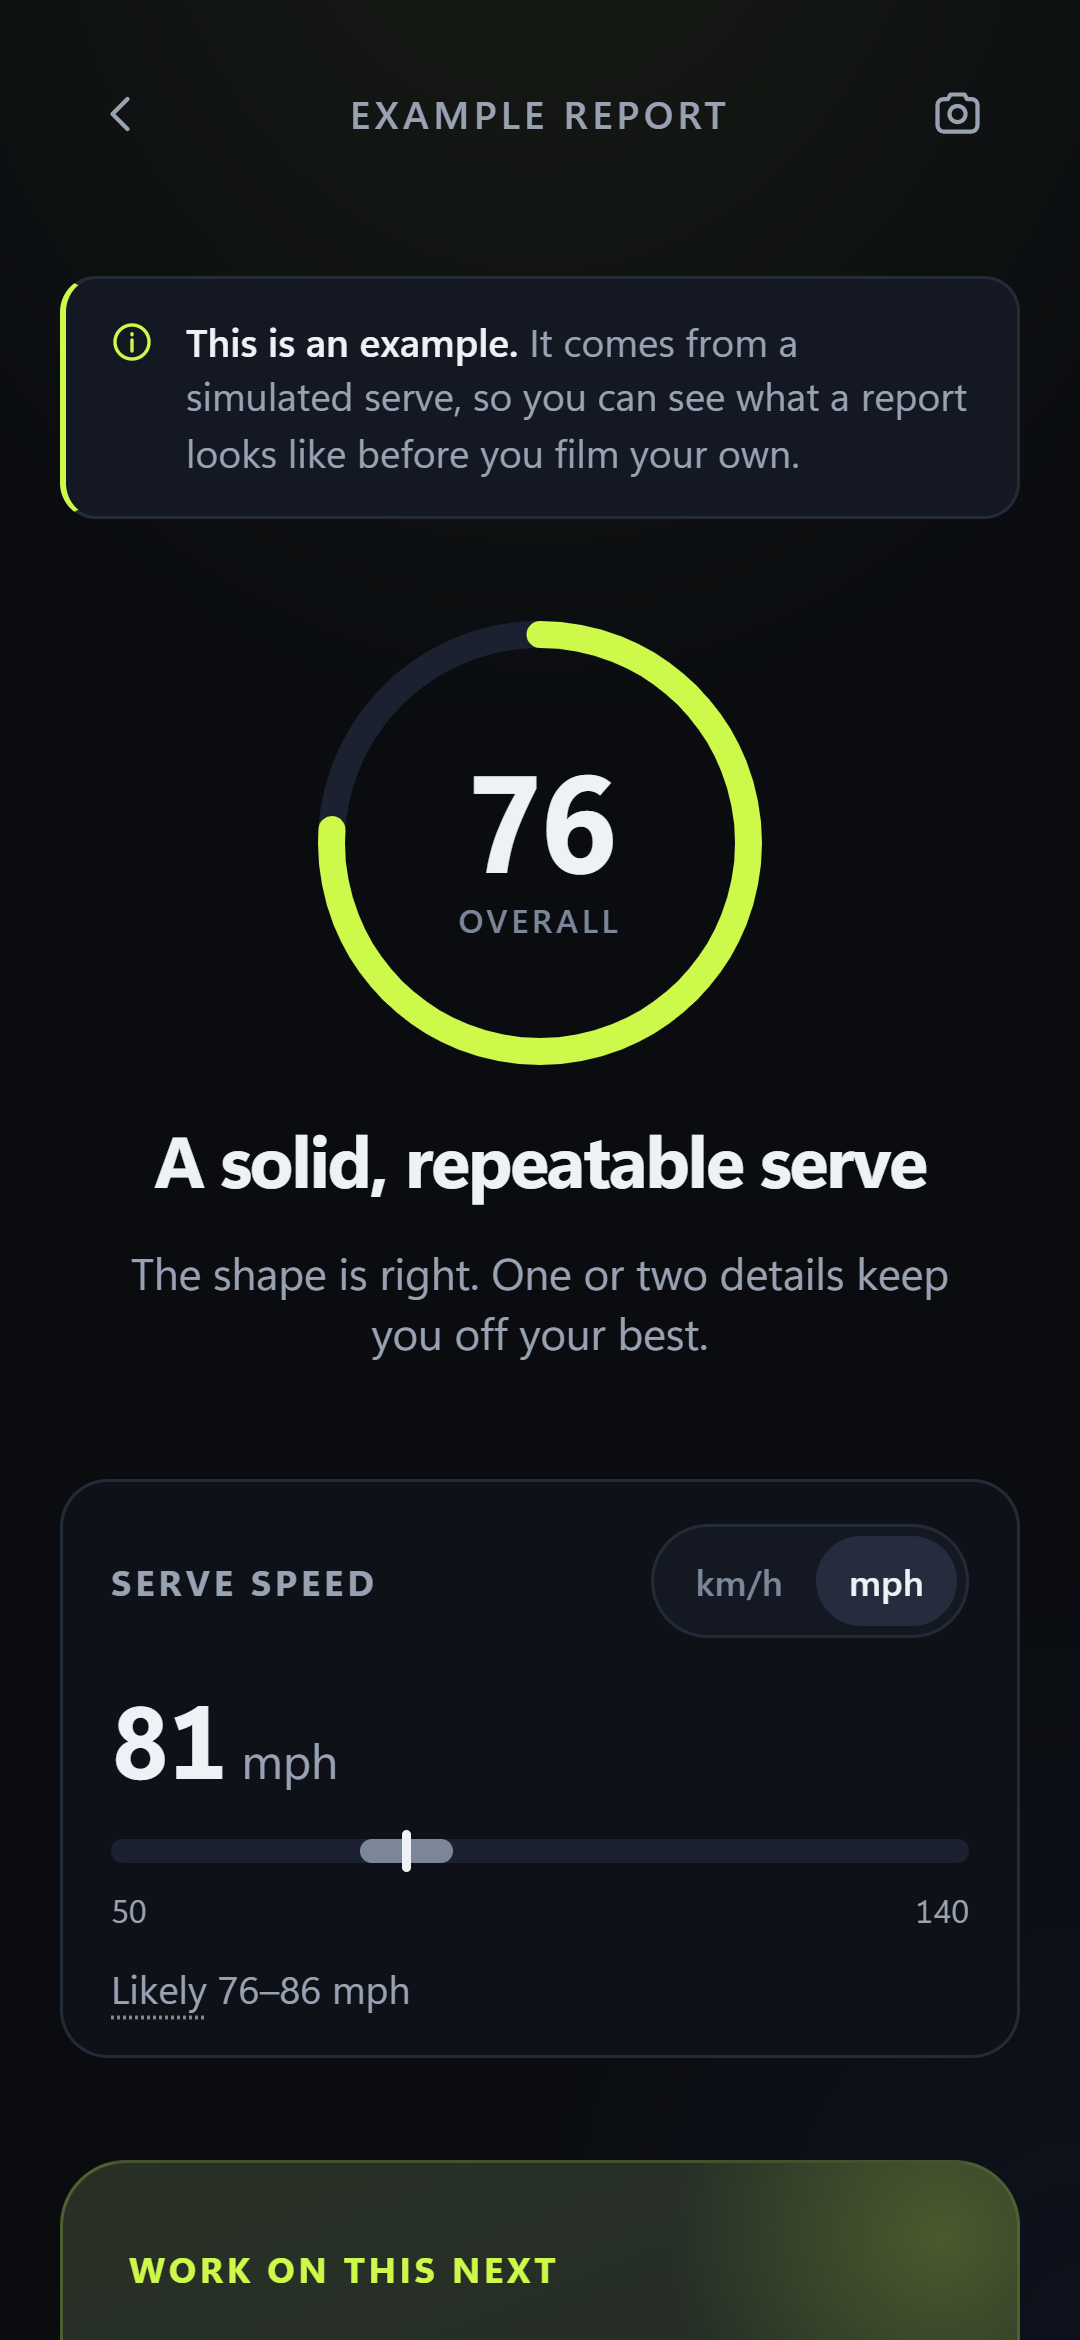 EXAMPLE REPORT
This is an example. It comes from a
simulated serve, so you can see what a report
looks like before you film your own.
76
OVERALL
A solid, repeatable serve
The shape is right. One or two details keep
you off your best.
SERVE SPEED
km/h mph
81 mph
50 140
Likely 76–86 mph
WORK ON THIS NEXT